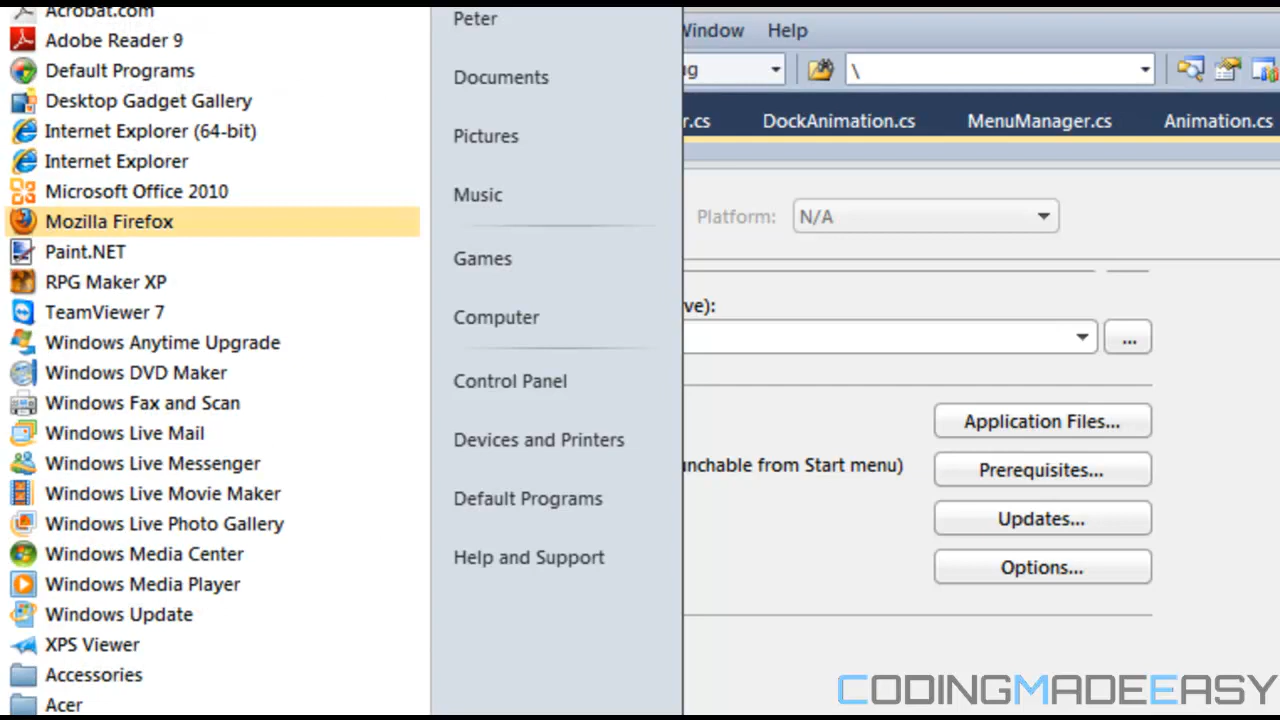 Acrobat.com
Adobe Reader 9
Default Programs
Desktop Gadget Gallery
Internet Explorer (64-bit)
Internet Explorer
Microsoft Office 2010
Mozilla Firefox
Paint.NET
RPG Maker XP
TeamViewer 7
Windows Anytime Upgrade
Windows DVD Maker
Windows Fax and Scan
Windows Live Mail
Windows Live Messenger
Windows Live Movie Maker
Windows Live Photo Gallery
Windows Media Center
Windows Media Player
Windows Update
XPS Viewer
Accessories
Acer
Peter
Documents
Pictures
Music
Games
Computer
Control Panel
Devices and Printers
Default Programs
Help and Support
Window Help
ug \
r.cs DockAnimation.cs MenuManager.cs Animation.cs
Platform: N/A
ve):
...
Application Files...
unchable from Start menu) Prerequisites...
Updates...
Options...
CODINGMADEEASY